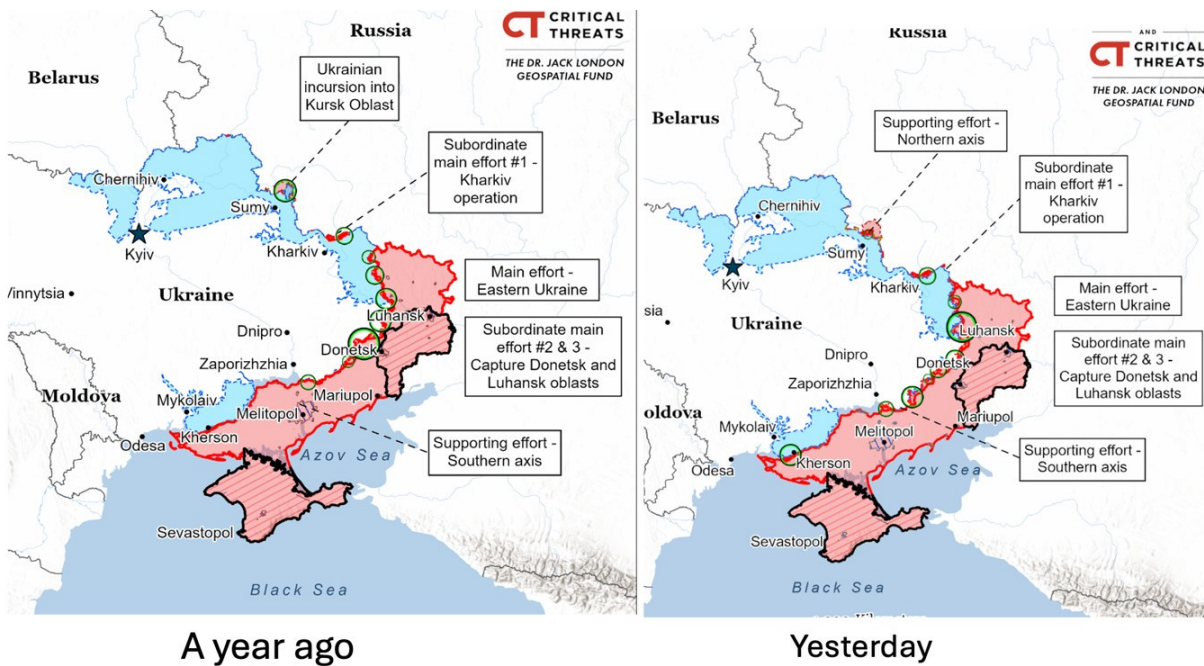 Russia
CT CRITICAL
THREATS
THE DR. JACK LONDON
GEOSPATIAL FUND
Belarus
Ukrainian
incursion into
Kursk Oblast
Subordinate
main effort #1 -
Kharkiv
operation
Chernihiv
Sumy
Kyiv
Kharkiv
Main effort -
Eastern Ukraine
Vinnytsia
Ukraine
Luhansk
Dnipro
Donetsk
Subordinate main
effort #2 & 3 -
Capture Donetsk and
Luhansk oblasts
Zaporizhzhia
Moldova
Mykolaiv
Mariupol
Melitopol
Kherson
Odesa
Supporting effort -
Southern axis
Azov Sea
Sevastopol
Black Sea
A year ago
Russia
AND
CT CRITICAL
THREATS
THE DR. JACK LONDON
GEOSPATIAL FUND
Belarus
Supporting effort -
Northern axis
Subordinate
main effort #1 -
Kharkiv
operation
Chernihiv
Sumy
Kyiv
Kharkiv
Main effort -
Eastern Ukraine
sia
Ukraine
Luhansk
Dnipro
Donetsk
Subordinate main
effort #2 & 3 -
Capture Donetsk and
Luhansk oblasts
Zaporizhzhia
oldova
Mykolaiv
Mariupol
Melitopol
Kherson
Odesa
Supporting effort -
Southern axis
Azov Sea
Sevastopol
Black Sea
Yesterday